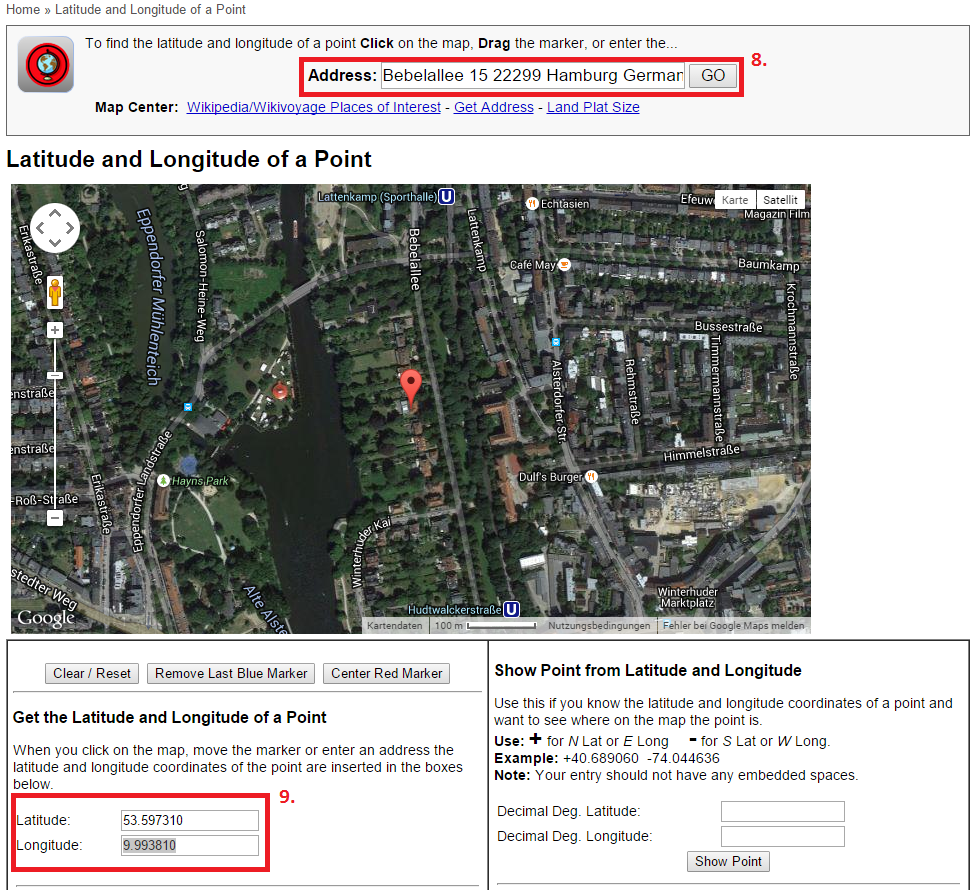 Home » Latitude and Longitude of a Point
To find the latitude and longitude of a point Click on the map, Drag the marker, or enter the...
Address: Bebelallee 15 22299 Hamburg German GO 8.
Map Center: Wikipedia/Wikivoyage Places of Interest - Get Address - Land Plat Size
Latitude and Longitude of a Point
Lattenkamp (Sporthalle) U
Echtasien
Efeuw
Karte Satellit
Magazin Film
Erikastraße
Eppendorfer Mühlenteich
Salomon-Heine-Weg
Bebelallee
Lattenkamp
Café May
Baumkamp
Krochmannstraße
Bussestraße
Timmermannstraße
Rehmstraße
Alsterdorfer Str.
enstraße
enstraße
Himmelstraße
Dulf's Burger
Hayns Park
-Roß-Straße
Erikastraße
Eppendorfer Landstraße
Winterhuder Kai
stedter Weg
Alte Alste
Winterhuder
Marktplatz
Hudtwalckerstraße U
Google
Kartendaten 100 m Nutzungsbedingungen Fehler bei Google Maps melden
Clear / Reset Remove Last Blue Marker Center Red Marker
Get the Latitude and Longitude of a Point
When you click on the map, move the marker or enter an address the
latitude and longitude coordinates of the point are inserted in the boxes
below.
9.
Latitude: 53.597310
Longitude: 9.993810
Show Point from Latitude and Longitude
Use this if you know the latitude and longitude coordinates of a point and
want to see where on the map the point is.
Use: + for N Lat or E Long - for S Lat or W Long.
Example: +40.689060 -74.044636
Note: Your entry should not have any embedded spaces.
Decimal Deg. Latitude:
Decimal Deg. Longitude:
Show Point